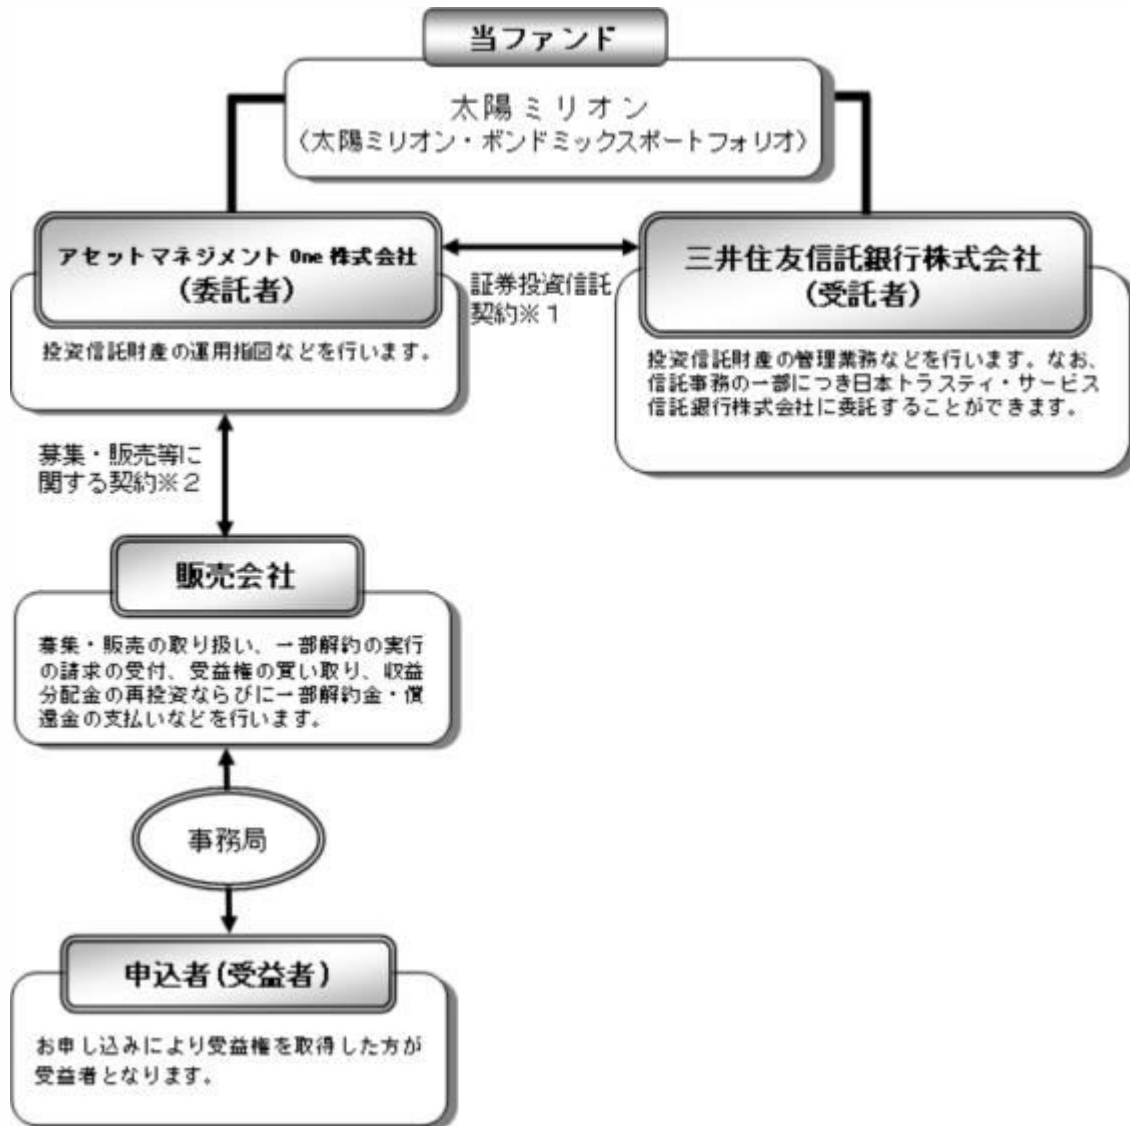 当ファンド
太陽ミリオン
〈太陽ミリオン・ボンドミックスポートフォリオ〉
アセットマネジメントOne株式会社
（委託者）
投資信託財産の運用指図などを行います。
証券投資信託
契約※１
三井住友信託銀行株式会社
（受託者）
投資信託財産の管理業務などを行います。なお、
信託事務の一部につき日本トラスティ・サービス
信託銀行株式会社に委託することができます。
募集・販売等に
関する契約※２
販売会社
募集・販売の取り扱い、一部解約の実行
の請求の受付、受益権の買い取り、収益
分配金の再投資ならびに一部解約金・償
還金の支払いなどを行います。
事務局
申込者(受益者)
お申し込みにより受益権を取得した方が
受益者となります。